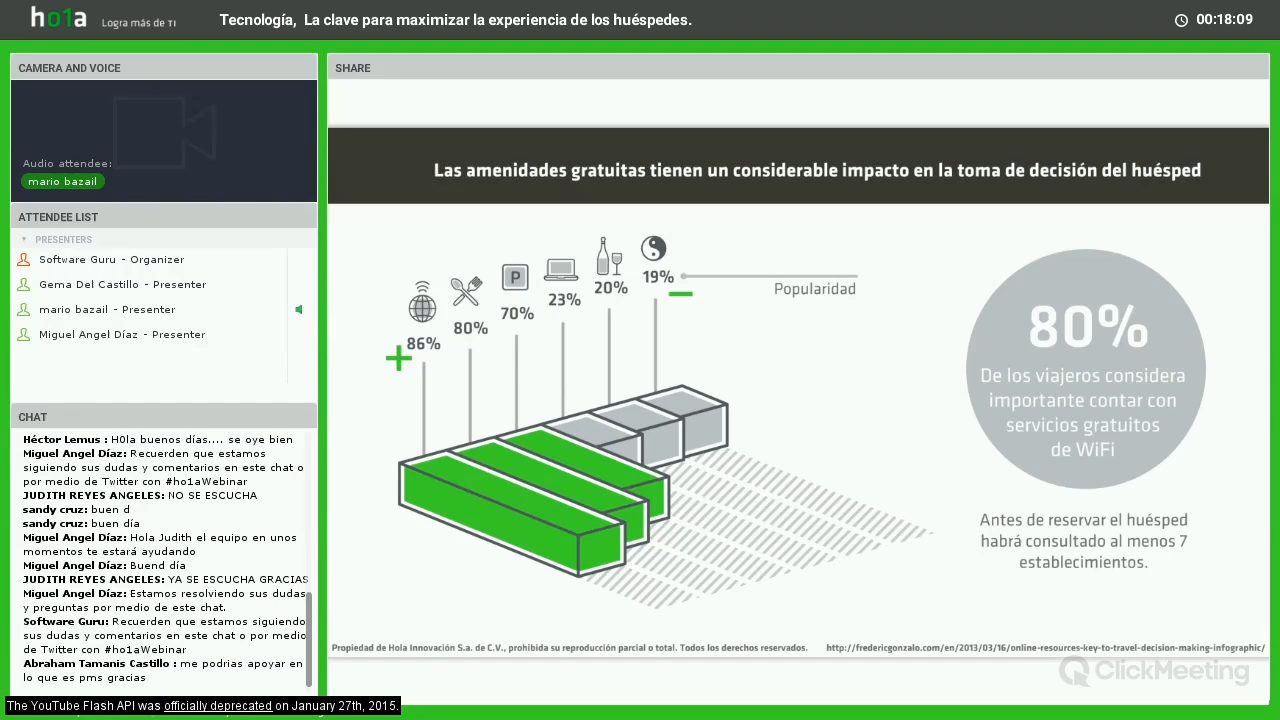 ho1a Logra más de TI
Tecnología, La clave para maximizar la experiencia de los huéspedes.
00:18:09
CAMERA AND VOICE
Audio attendee:
mario bazail
ATTENDEE LIST
PRESENTERS
Software Guru - Organizer
Gema Del Castillo - Presenter
mario bazail - Presenter
Miguel Angel Díaz - Presenter
CHAT
Héctor Lemus : H0la buenos días.... se oye bien
Miguel Angel Díaz: Recuerden que estamos
siguiendo sus dudas y comentarios en este chat o
por medio de Twitter con #ho1aWebinar
JUDITH REYES ANGELES: NO SE ESCUCHA
sandy cruz: buen d
sandy cruz: buen día
Miguel Angel Díaz: Hola Judith el equipo en unos
momentos te estará ayudando
Miguel Angel Díaz: Buend día
JUDITH REYES ANGELES: YA SE ESCUCHA GRACIAS
Miguel Angel Díaz: Estamos resolviendo sus dudas
y preguntas por medio de este chat.
Software Guru: Recuerden que estamos siguiendo
sus dudas y comentarios en este chat o por medio
de Twitter con #ho1aWebinar
Abraham Tamanis Castillo : me podrias apoyar en
lo que es pms gracias
The YouTube Flash API was officially deprecated on January 27th, 2015.
SHARE
Las amenidades gratuitas tienen un considerable impacto en la toma de decisión del huésped
P
86%
80%
70%
23%
20%
19%
Popularidad
80%
De los viajeros considera
importante contar con
servicios gratuitos
de WiFi
Antes de reservar el huésped
habrá consultado al menos 7
establecimientos.
Propiedad de Hola Innovación S.a. de C.V., prohibida su reproducción parcial o total. Todos los derechos reservados.
http://fredericgonzalo.com/en/2013/03/16/online-resources-key-to-travel-decision-making-infographic/
ClickMeeting